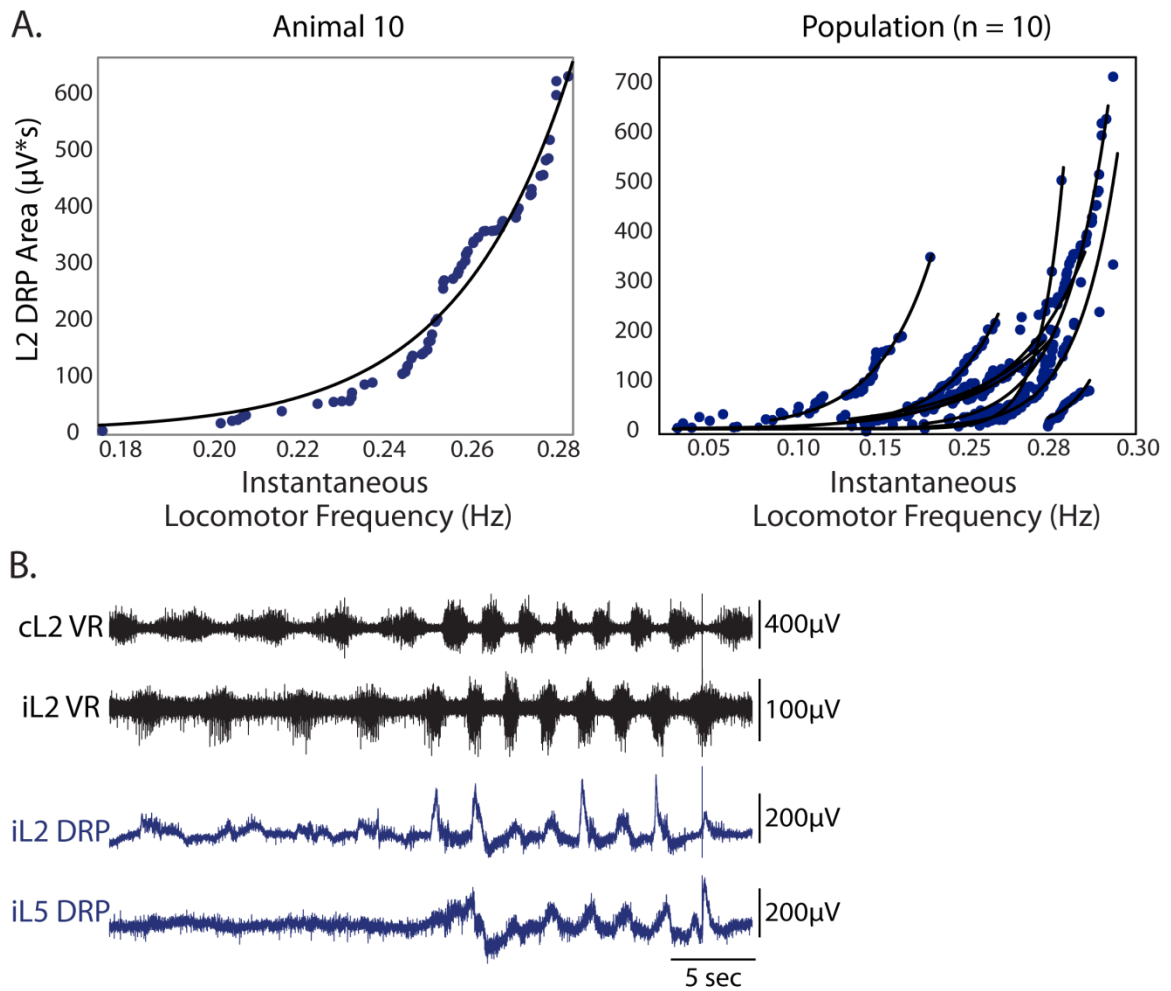 A.
Animal 10
Population (n = 10)
L2 DRP Area (µV*s)
600
500
400
300
200
100
0
0.18
0.20
0.22
0.24
0.25
0.26
0.28
Instantaneous
Locomotor Frequency (Hz)
700
600
500
400
300
200
100
0
0.05
0.10
0.15
0.25
0.28
0.30
Instantaneous
Locomotor Frequency (Hz)
B.
cL2 VR
400µV
iL2 VR
100µV
iL2 DRP
200µV
iL5 DRP
200µV
5 sec